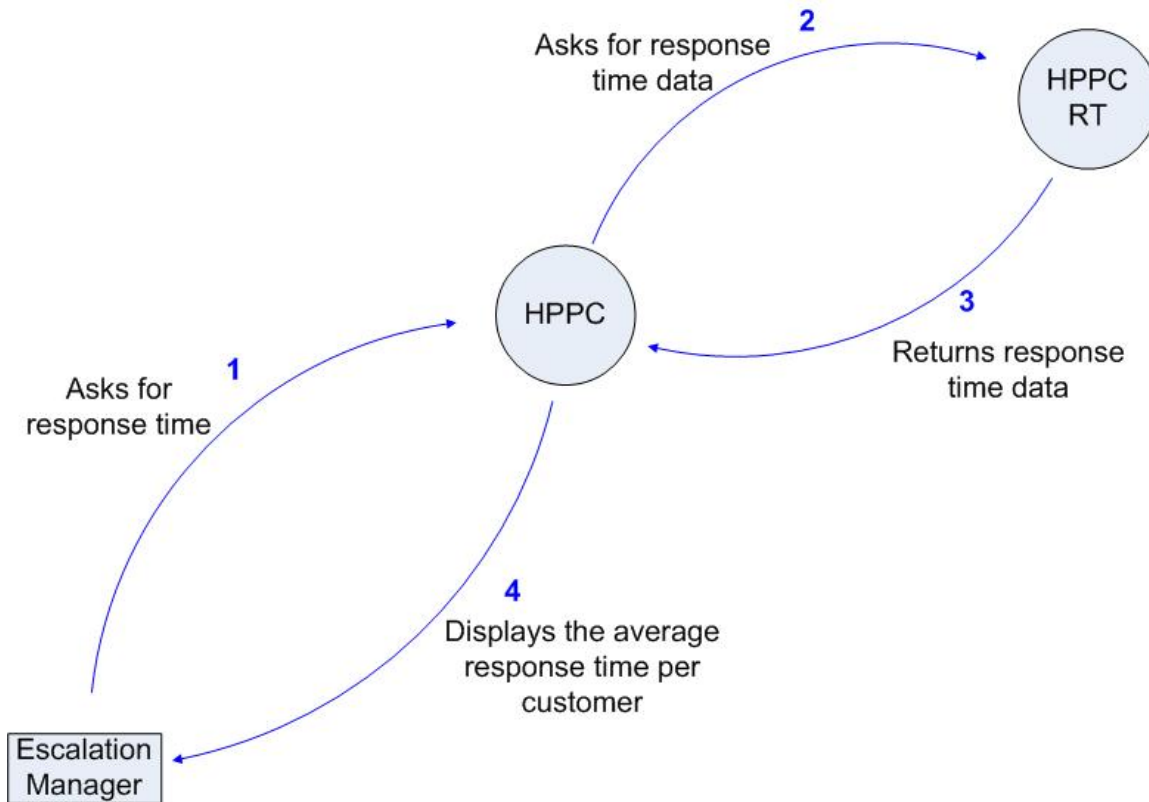 2
Asks for response
time data
HPPC
RT
HPPC
3
Returns response
time data
1
Asks for
response time
4
Displays the average
response time per
customer
Escalation
Manager